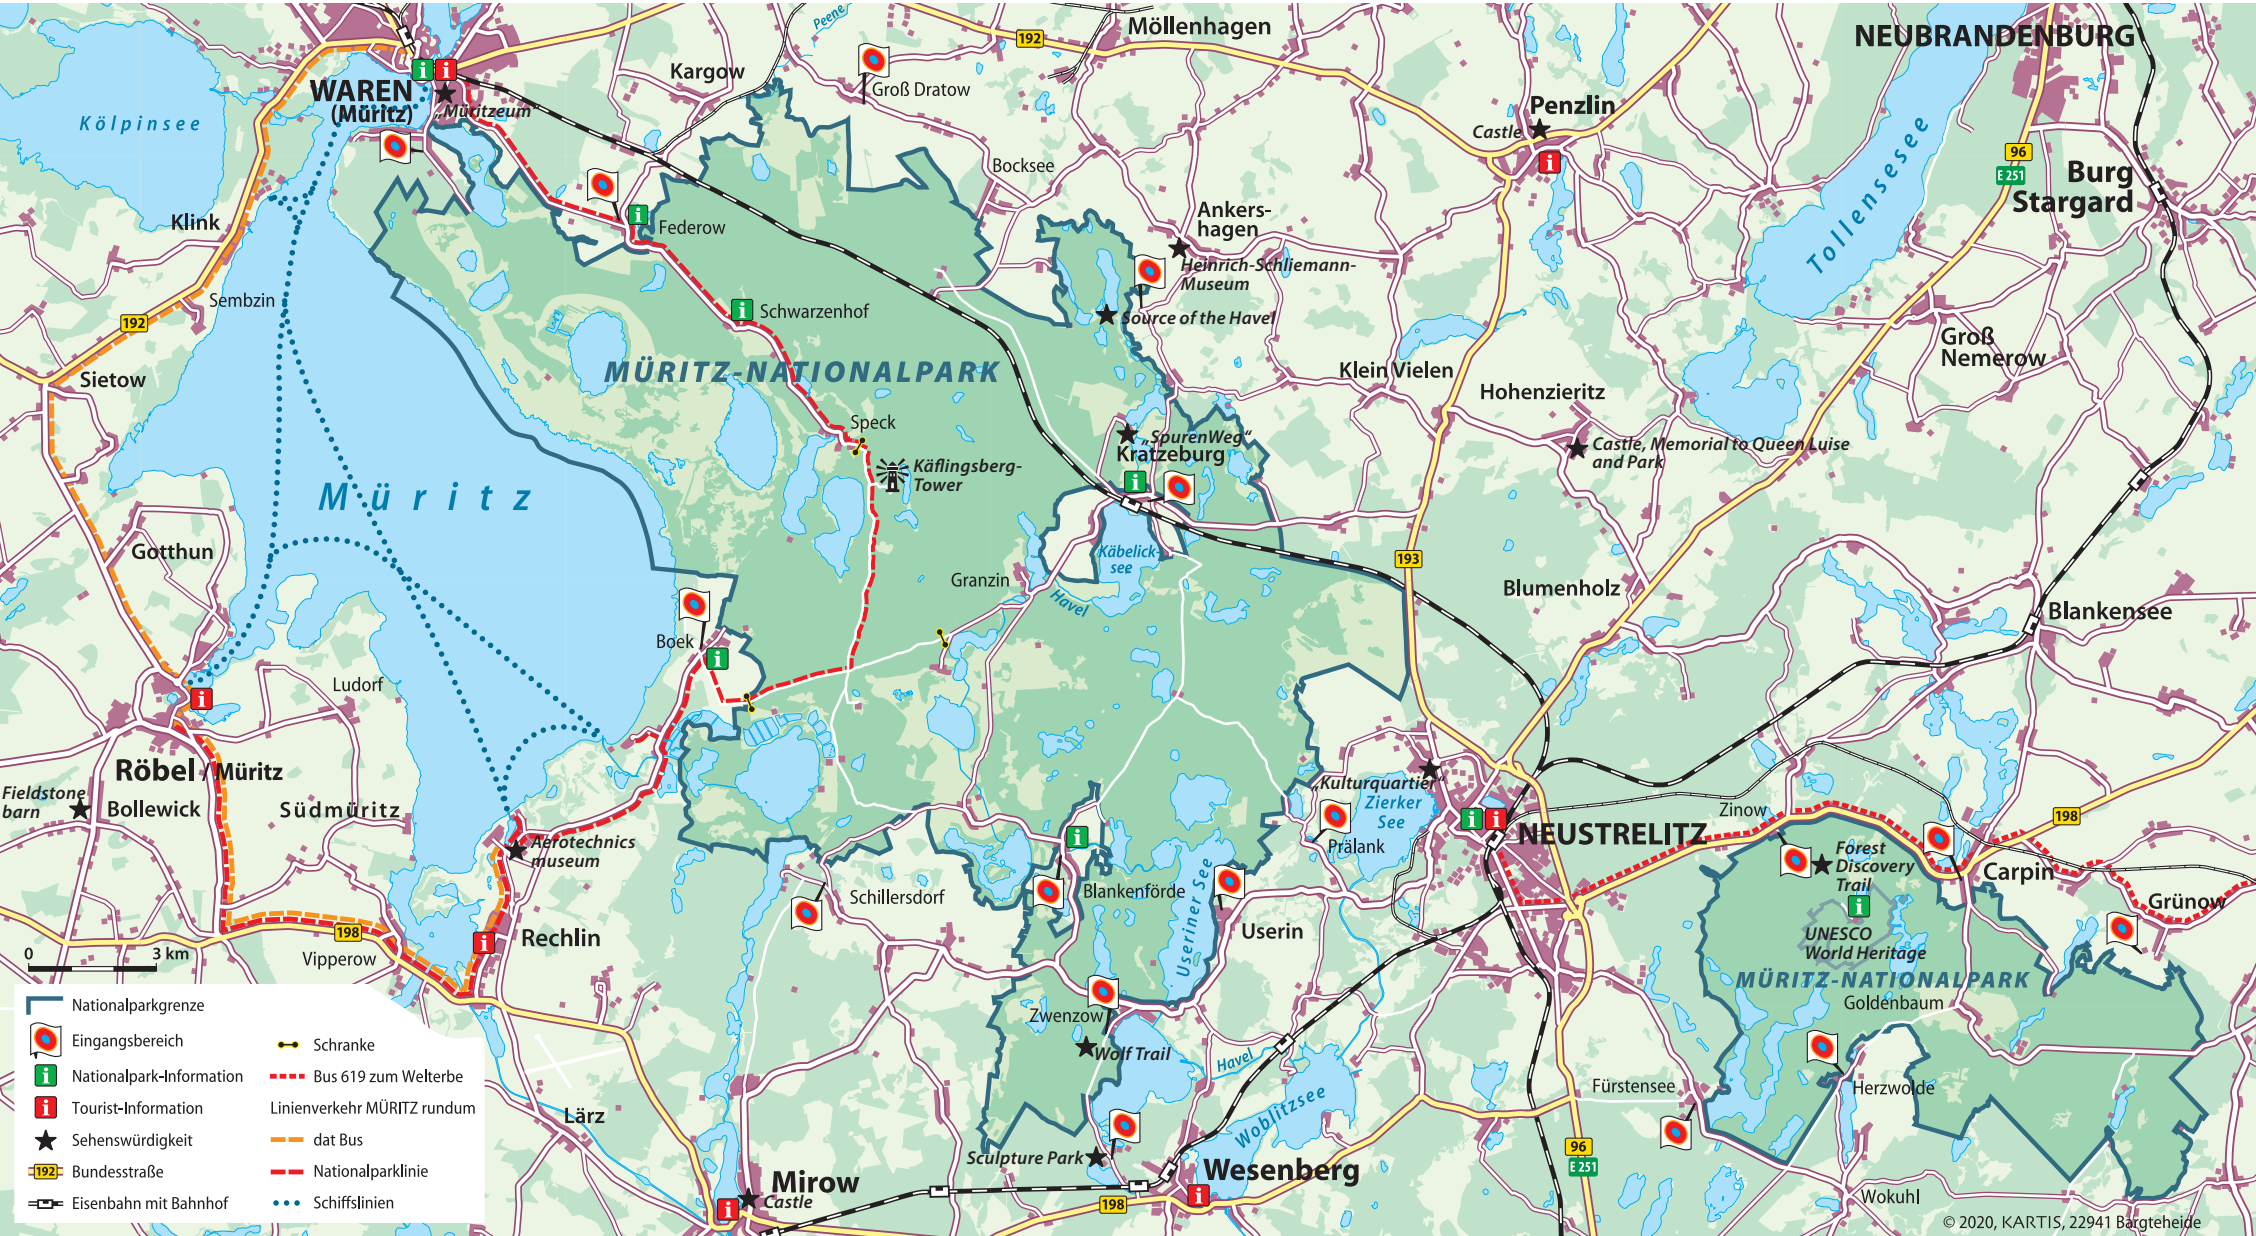 192
Möllenhagen
NEUBRANDENBURG
Peene
Kargow
Groß Dratow
WAREN
(Müritz)
„Müritzeum
Kölpinsee
Penzlin
Castle
96
E 251
Burg
Stargard
Bocksee
Tollensesee
Klink
Federow
Ankers-
hagen
Heinrich-Schliemann-
Museum
Source of the Havel
Sembzin
192
Schwarzenhof
MÜRITZ-NATIONALPARK
Groß
Nemerow
Sietow
Klein Vielen
Hohenzieritz
Speck
Castle, Memorial to Queen Luise
and Park
„SpurenWeg“
Kratzeburg
Käflingsberg-
Tower
Müritz
Gotthun
Käbelick-
see
193
Granzin
Havel
Blumenholz
Blankensee
Boek
Ludorf
Röbel / Müritz
Fieldstone
barn
Bollewick
Südmüritz
„Kulturquartier“
Zierker
See
Prälank
NEUSTRELITZ
Zinow
198
Forest
Discovery
Trail
Carpin
Grünow
Aerotechnics
museum
Schillersdorf
Blankenförde
Useriner See
Userin
UNESCO
World Heritage
MÜRITZ-NATIONALPARK
Goldenbaum
Rechlin
198
Vipperow
0
3 km
Zwenzow
Wolf Trail
Havel
Fürstensee
Herzwolde
Lärz
Woblitzsee
Sculpture Park
Wesenberg
96
E 251
Mirow
Castle
198
Wokuhl
Nationalparkgrenze
Eingangsbereich
Nationalpark-Information
Tourist-Information
Sehenswürdigkeit
192
Bundesstraße
Eisenbahn mit Bahnhof
Schranke
Bus 619 zum Welterbe
Linienverkehr MÜRITZ rundum
dat Bus
Nationalparklinie
Schiffslinien
© 2020, KARTIS, 22941 Bargteheide